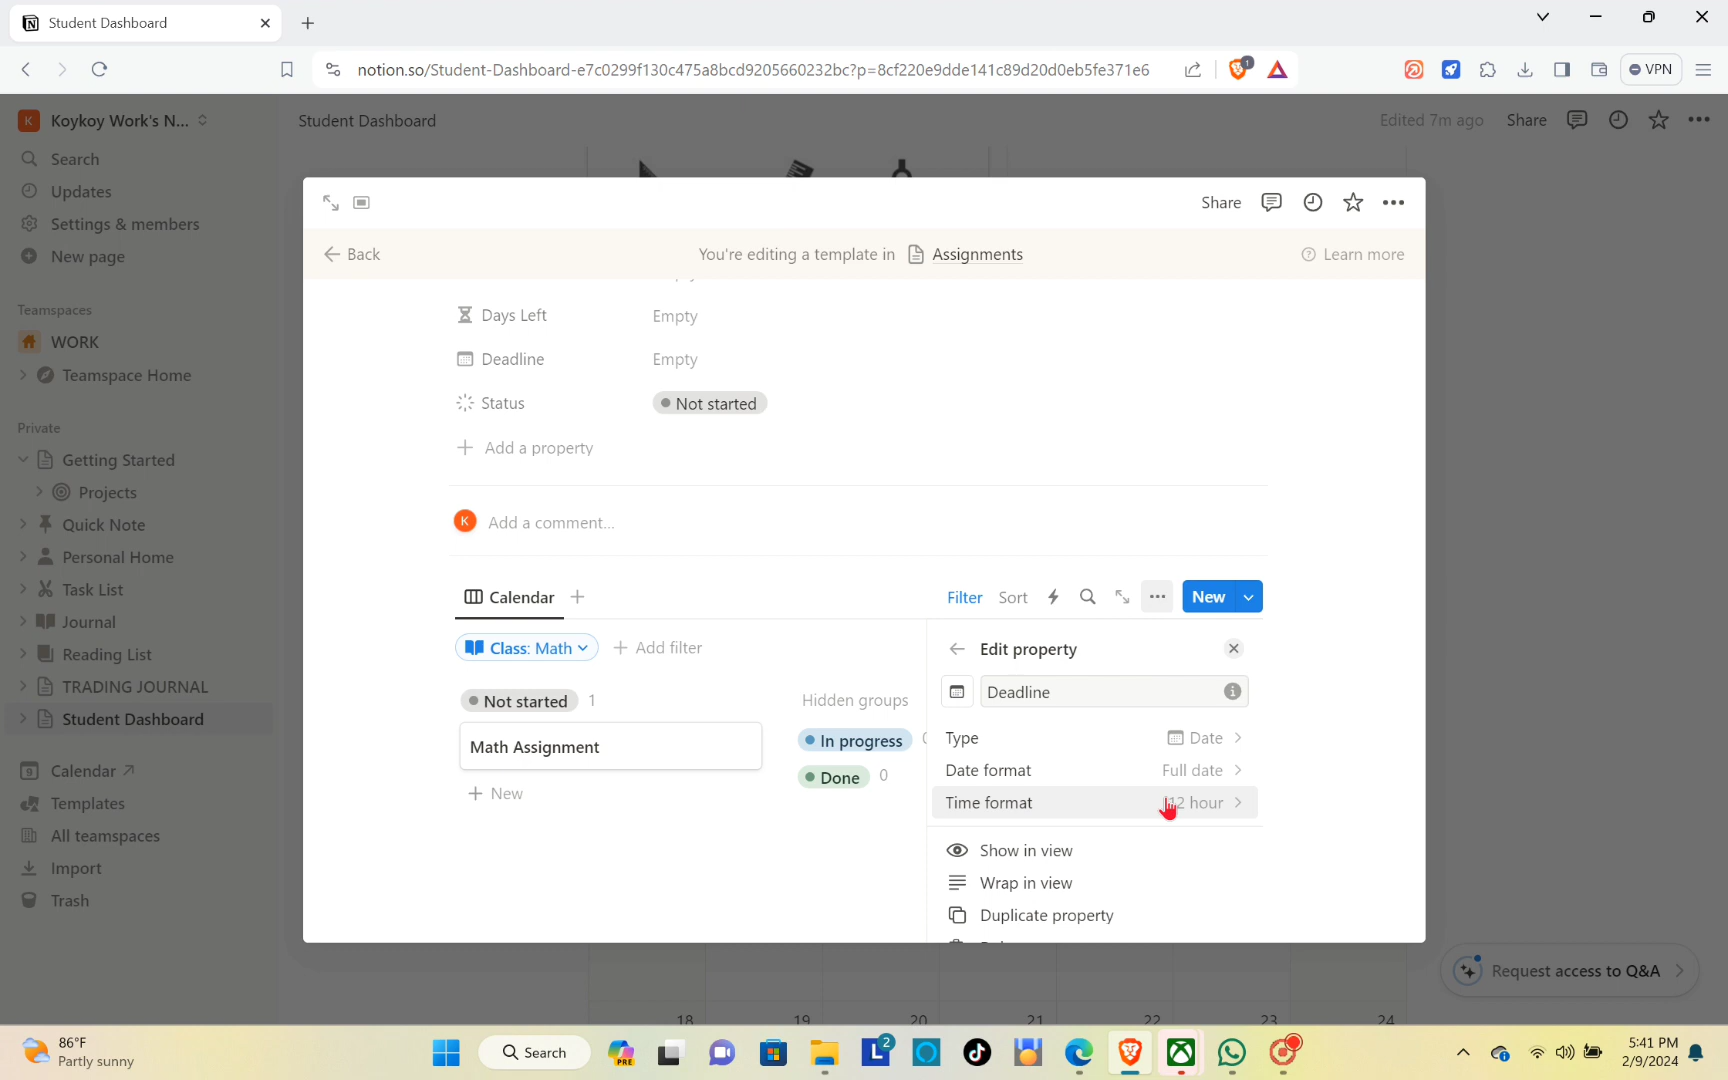 Student Dashboard
notion.so/Student-Dashboard-e7c0299f130c475a8bcd9205660232bc?p=8cf220e9dde141c89d20d0eb5fe371e6
1
VPN
K Koykoy Work's N...
Student Dashboard
Edited 7m ago
Share
Search
Updates
Settings & members
New page
Teamspaces
WORK
Teamspace Home
Private
Getting Started
Projects
Quick Note
Personal Home
Task List
Journal
Reading List
TRADING JOURNAL
Student Dashboard
9 Calendar
Templates
All teamspaces
Import
Trash
Share
Back
You're editing a template in Assignments
Learn more
Days Left Empty
Deadline Empty
Status Not started
Add a property
K Add a comment...
Calendar
Filter Sort New
Class: Math Add filter
Not started 1
Math Assignment
New
Hidden groups
In progress
Done 0
Edit property
Deadline
Type Date
Date format Full date
Time format 12 hour
Show in view
Wrap in view
Duplicate property
Request access to Q&A
18 19 20 21 22 23 24
86°F
Partly sunny
Search
PRE
L 2
5:41 PM
2/9/2024